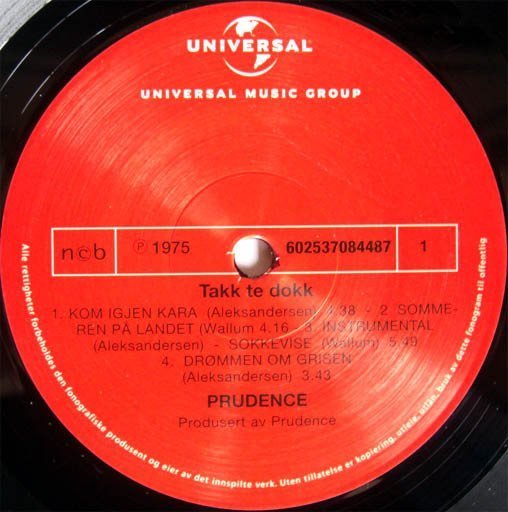 UNIVERSAL
UNIVERSAL MUSIC GROUP
n©b ℗ 1975 602537084487 1
Takk te dokk
1. KOM IGJEN KARA (Aleksandersen) 4.38 - 2 SOMME-
REN PÅ LANDET (Wallum 4.16 - 3. INSTRUMENTAL
(Aleksandersen) - SOKKEVISE (Wallum) 5.49
4. DRØMMEN OM GRISEN
(Aleksandersen) 3.43
PRUDENCE
Produsert av Prudence
Alle rettigheter forbeholdes den fonografiske produsent og eier av det innspilte verk. Uten tillatelse er kopiering, utleie, utlån, bruk av dette fonogram til offentlig